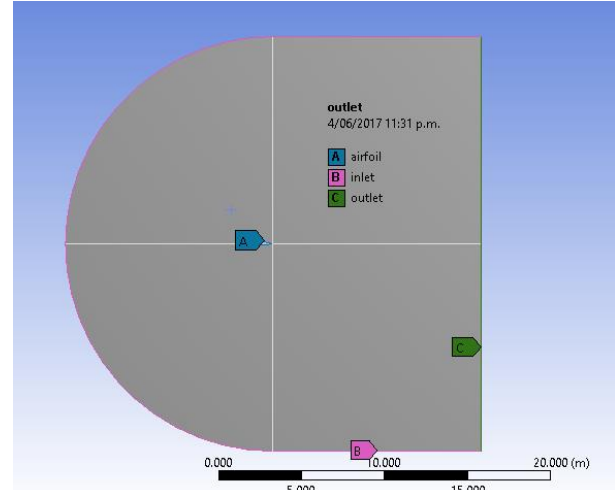 outlet
4/06/2017 11:31 p.m.
A airfoil
B inlet
C outlet
A
C
B
0.000 10.000 20.000 (m)
5.000 15.000